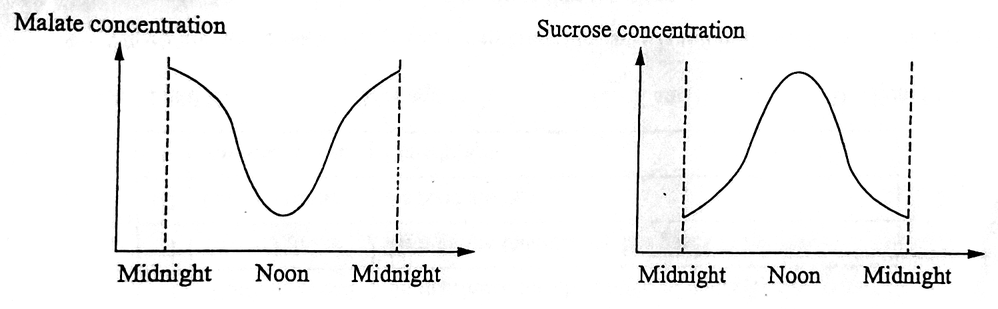 Malate concentration
Midnight Noon Midnight
Sucrose concentration
Midnight Noon Midnight